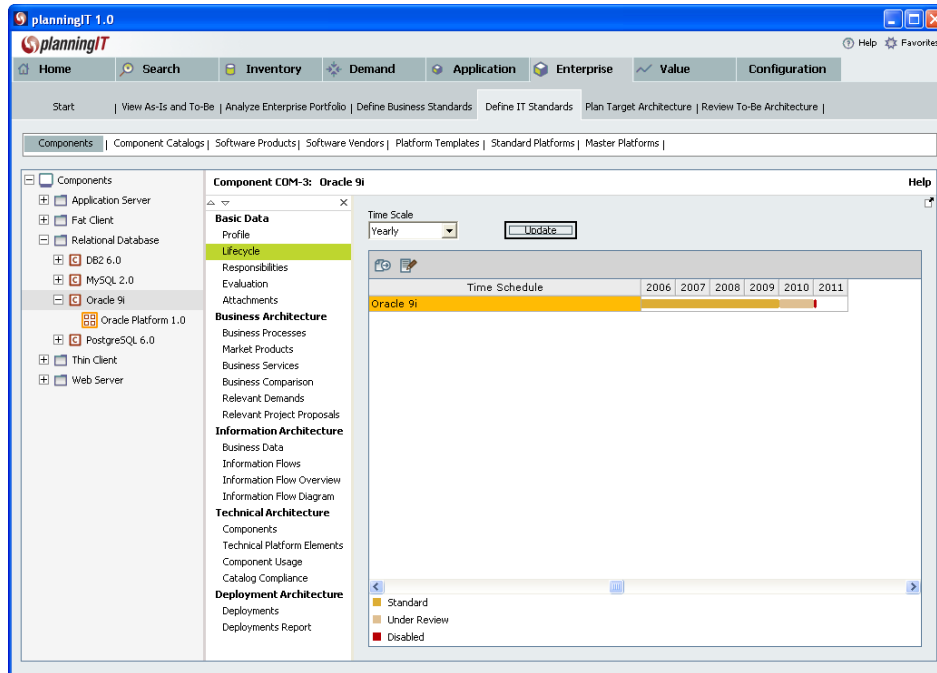 planningIT 1.0
planningIT
Help Favorites
Home Search Inventory Demand Application Enterprise Value Configuration
Start | View As-Is and To-Be | Analyze Enterprise Portfolio | Define Business Standards Define IT Standards Plan Target Architecture | Review To-Be Architecture |
Components | Component Catalogs | Software Products | Software Vendors | Platform Templates | Standard Platforms | Master Platforms |
Components
Application Server
Fat Client
Relational Database
DB2 6.0
MySQL 2.0
Oracle 9i
Oracle Platform 1.0
PostgreSQL 6.0
Thin Client
Web Server
Component COM-3: Oracle 9i
Help
Basic Data
Profile
Lifecycle
Responsibilities
Evaluation
Attachments
Business Architecture
Business Processes
Market Products
Business Services
Business Comparison
Relevant Demands
Relevant Project Proposals
Information Architecture
Business Data
Information Flows
Information Flow Overview
Information Flow Diagram
Technical Architecture
Components
Technical Platform Elements
Component Usage
Catalog Compliance
Deployment Architecture
Deployments
Deployments Report
Time Scale
Yearly
Update
Time Schedule 2006 2007 2008 2009 2010 2011
Oracle 9i
Standard
Under Review
Disabled